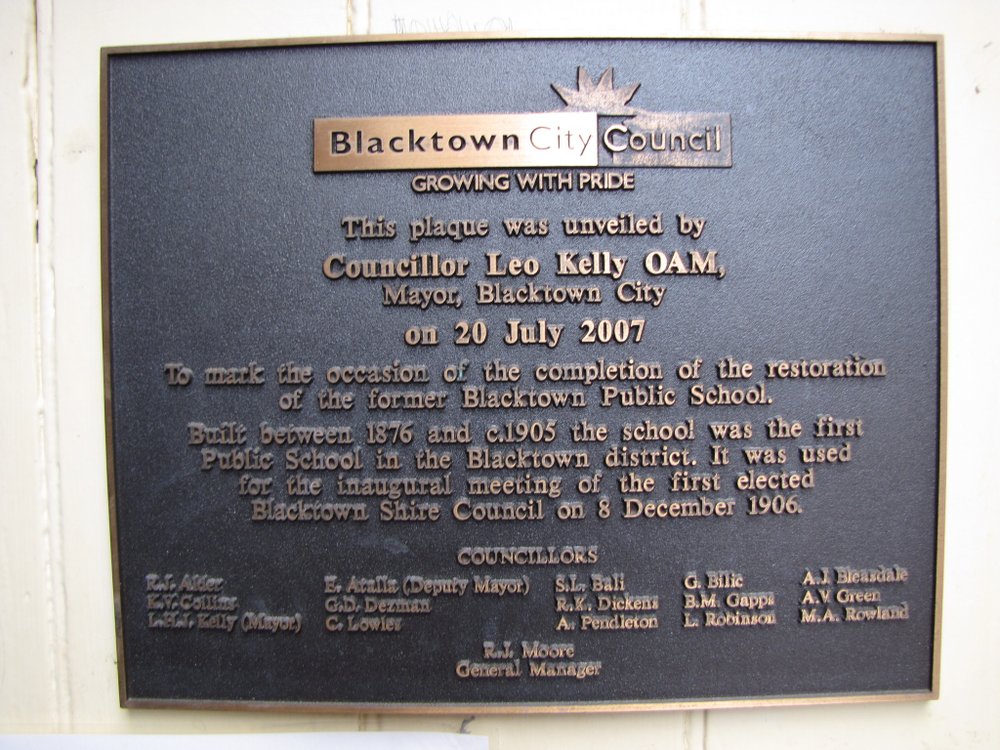 Blacktown City Council
GROWING WITH PRIDE
This plaque was unveiled by
Councillor Leo Kelly OAM,
Mayor, Blacktown City
on 20 July 2007
To mark the occasion of the completion of the restoration
of the former Blacktown Public School.
Built between 1876 and c.1905 the school was the first
Public School in the Blacktown district. It was used
for the inaugural meeting of the first elected
Blacktown Shire Council on 8 December 1906.
COUNCILLORS
R.J. Alder E. Atalla (Deputy Mayor) S.L. Bali G. Bilic A.J. Bleasdale
K.V. Collins G.D. Dezman R.K. Dickens B.M. Gapps A.V. Green
L.H.J. Kelly (Mayor) C. Lowles A. Pendleton L. Robinson M.A. Rowland
R.J. Moore
General Manager